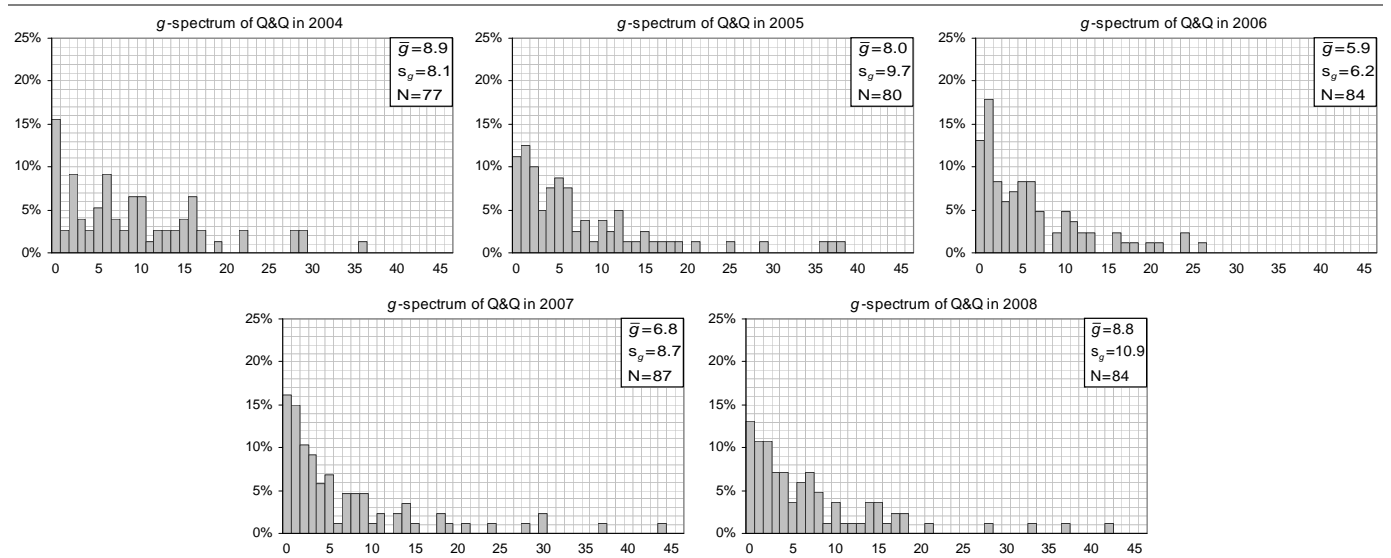 g-spectrum of Q&Q in 2004
25%
20%
15%
10%
5%
0%
0 5 10 15 20 25 30 35 40 45
g̅=8.9
s_g=8.1
N=77
g-spectrum of Q&Q in 2005
25%
20%
15%
10%
5%
0%
0 5 10 15 20 25 30 35 40 45
g̅=8.0
s_g=9.7
N=80
g-spectrum of Q&Q in 2006
25%
20%
15%
10%
5%
0%
0 5 10 15 20 25 30 35 40 45
g̅=5.9
s_g=6.2
N=84
g-spectrum of Q&Q in 2007
25%
20%
15%
10%
5%
0%
0 5 10 15 20 25 30 35 40 45
g̅=6.8
s_g=8.7
N=87
g-spectrum of Q&Q in 2008
25%
20%
15%
10%
5%
0%
0 5 10 15 20 25 30 35 40 45
g̅=8.8
s_g=10.9
N=84